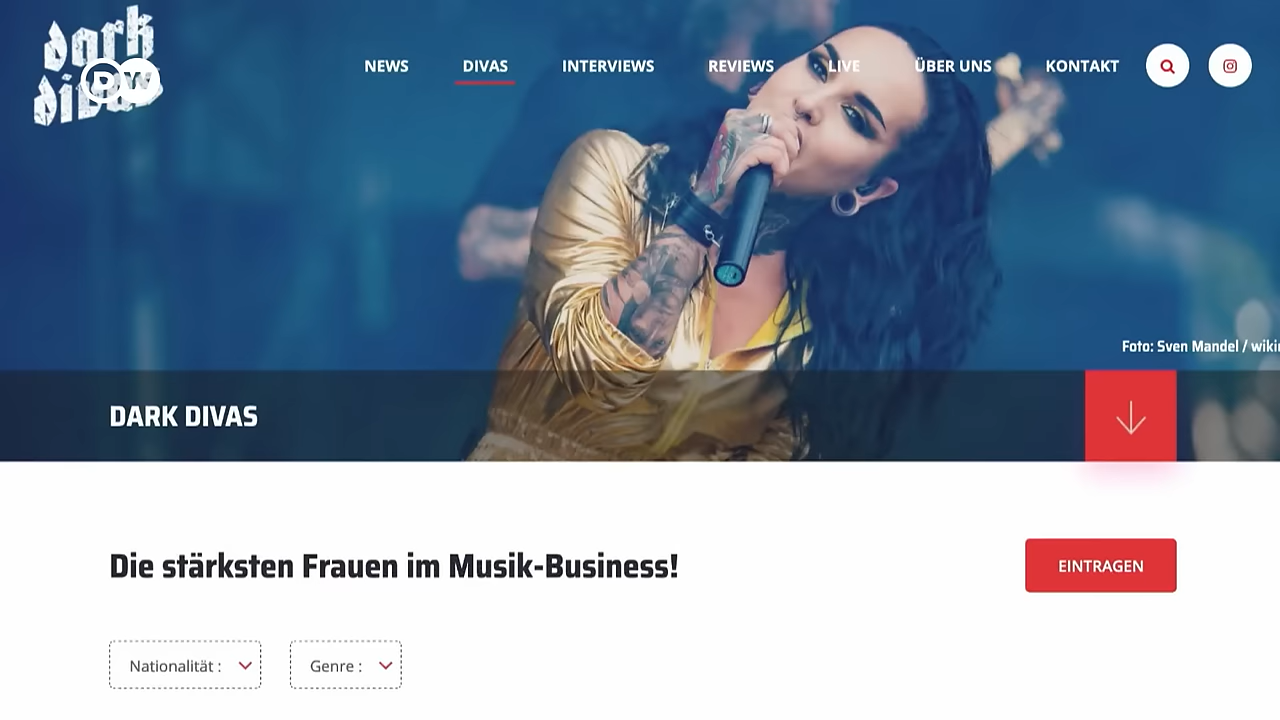 dark
divas
DW
NEWS
DIVAS
INTERVIEWS
REVIEWS
LIVE
ÜBER UNS
KONTAKT
Foto: Sven Mandel /
DARK DIVAS
Die stärksten Frauen im Musik-Business!
EINTRAGEN
Nationalität :
Genre :